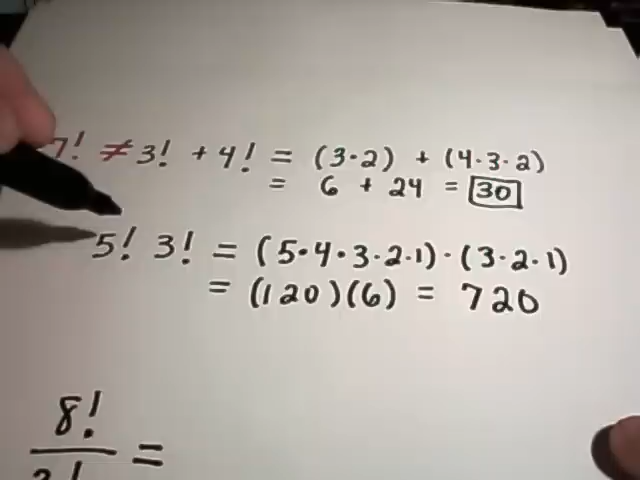 7! ≠ 3! + 4! = (3·2) + (4·3·2)
= 6 + 24 = 30
5! 3! = (5·4·3·2·1)·(3·2·1)
= (120)(6) = 720
8!
=